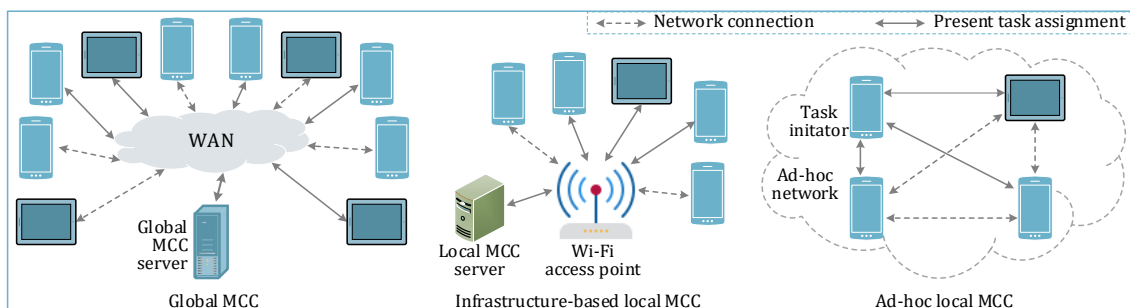 Network connection
Present task assignment
WAN
Global
MCC
server
Global MCC
Local MCC
server
Wi-Fi
access point
Infrastructure-based local MCC
Task
initator
Ad-hoc
network
Ad-hoc local MCC